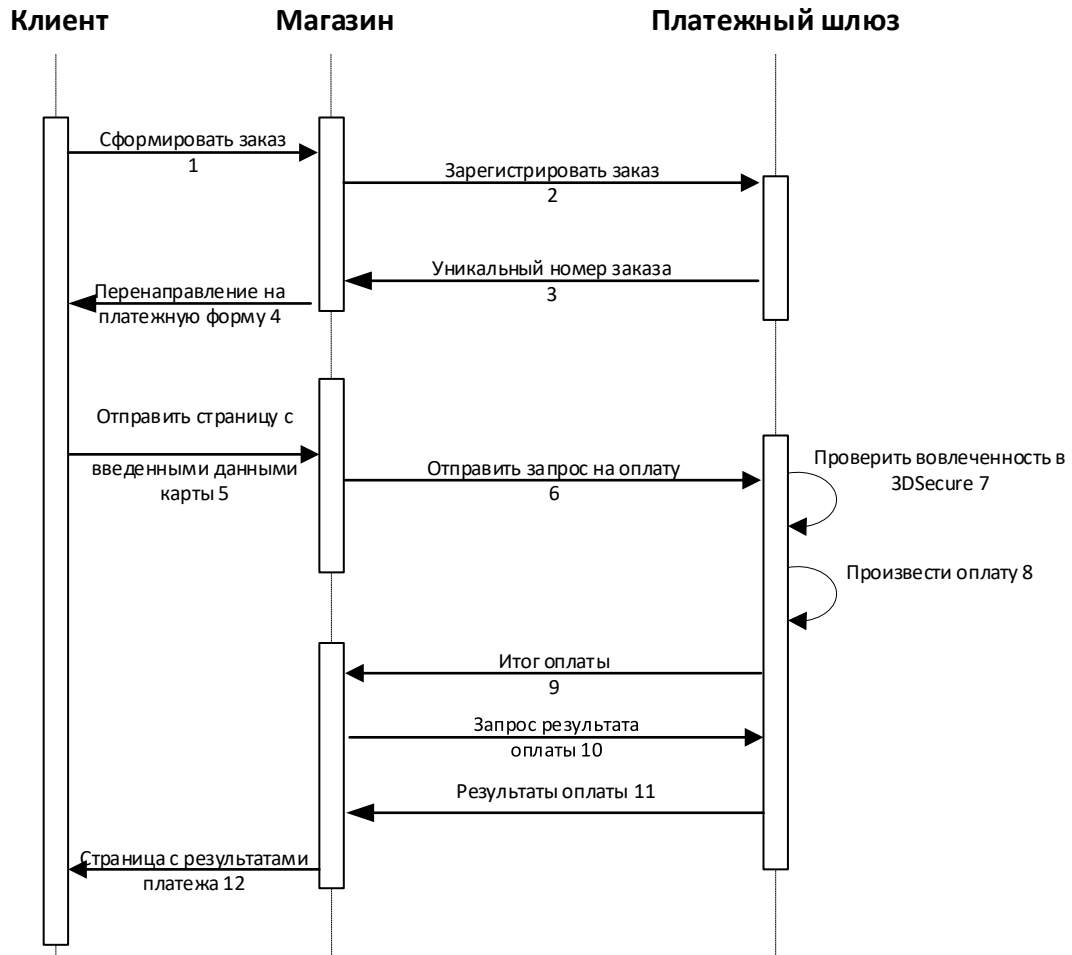 Клиент
Магазин
Платежный шлюз
Сформировать заказ
1
Зарегистрировать заказ
2
Уникальный номер заказа
3
Перенаправление на
платежную форму 4
Отправить страницу с
введенными данными
карты 5
Отправить запрос на оплату
6
Проверить вовлеченность в
3DSecure 7
Произвести оплату 8
Итог оплаты
9
Запрос результата
оплаты 10
Результаты оплаты 11
Страница с результатами
платежа 12